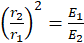 (r₂/r₁)² = E₁/E₂